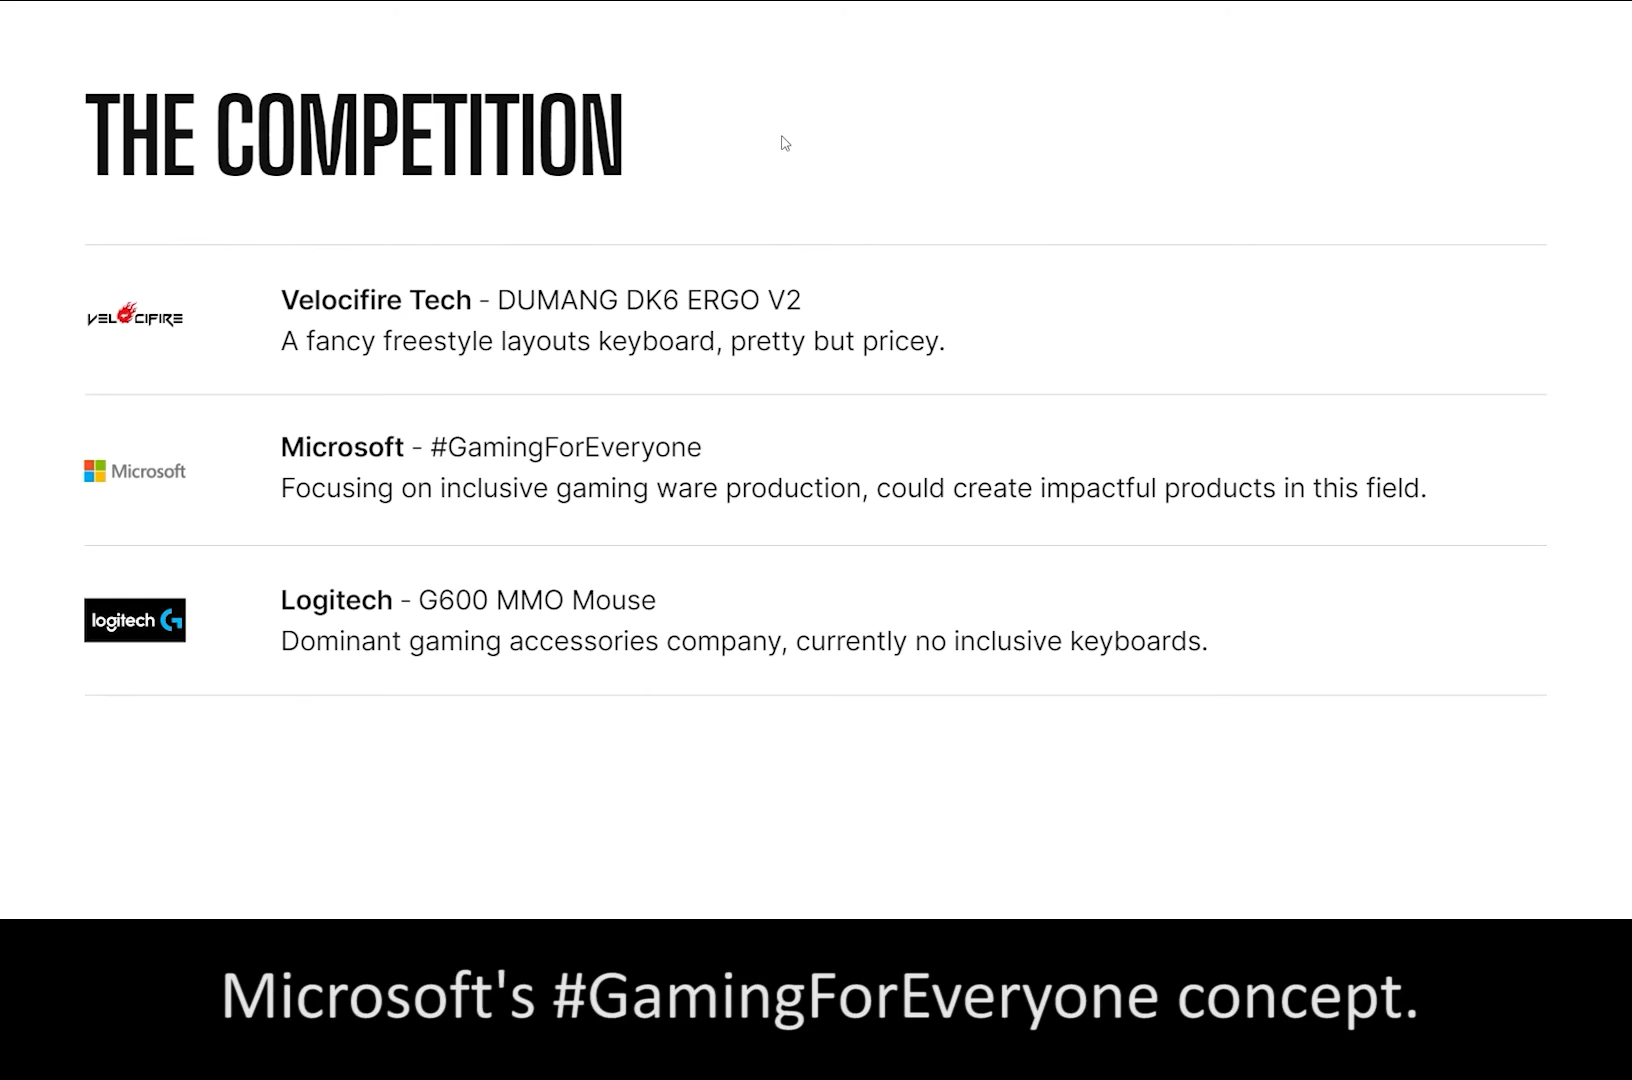 THE COMPETITION
VELOCIFIRE
Velocifire Tech - DUMANG DK6 ERGO V2
A fancy freestyle layouts keyboard, pretty but pricey.
Microsoft
Microsoft - #GamingForEveryone
Focusing on inclusive gaming ware production, could create impactful products in this field.
logitech G
Logitech - G600 MMO Mouse
Dominant gaming accessories company, currently no inclusive keyboards.
Microsoft's #GamingForEveryone concept.